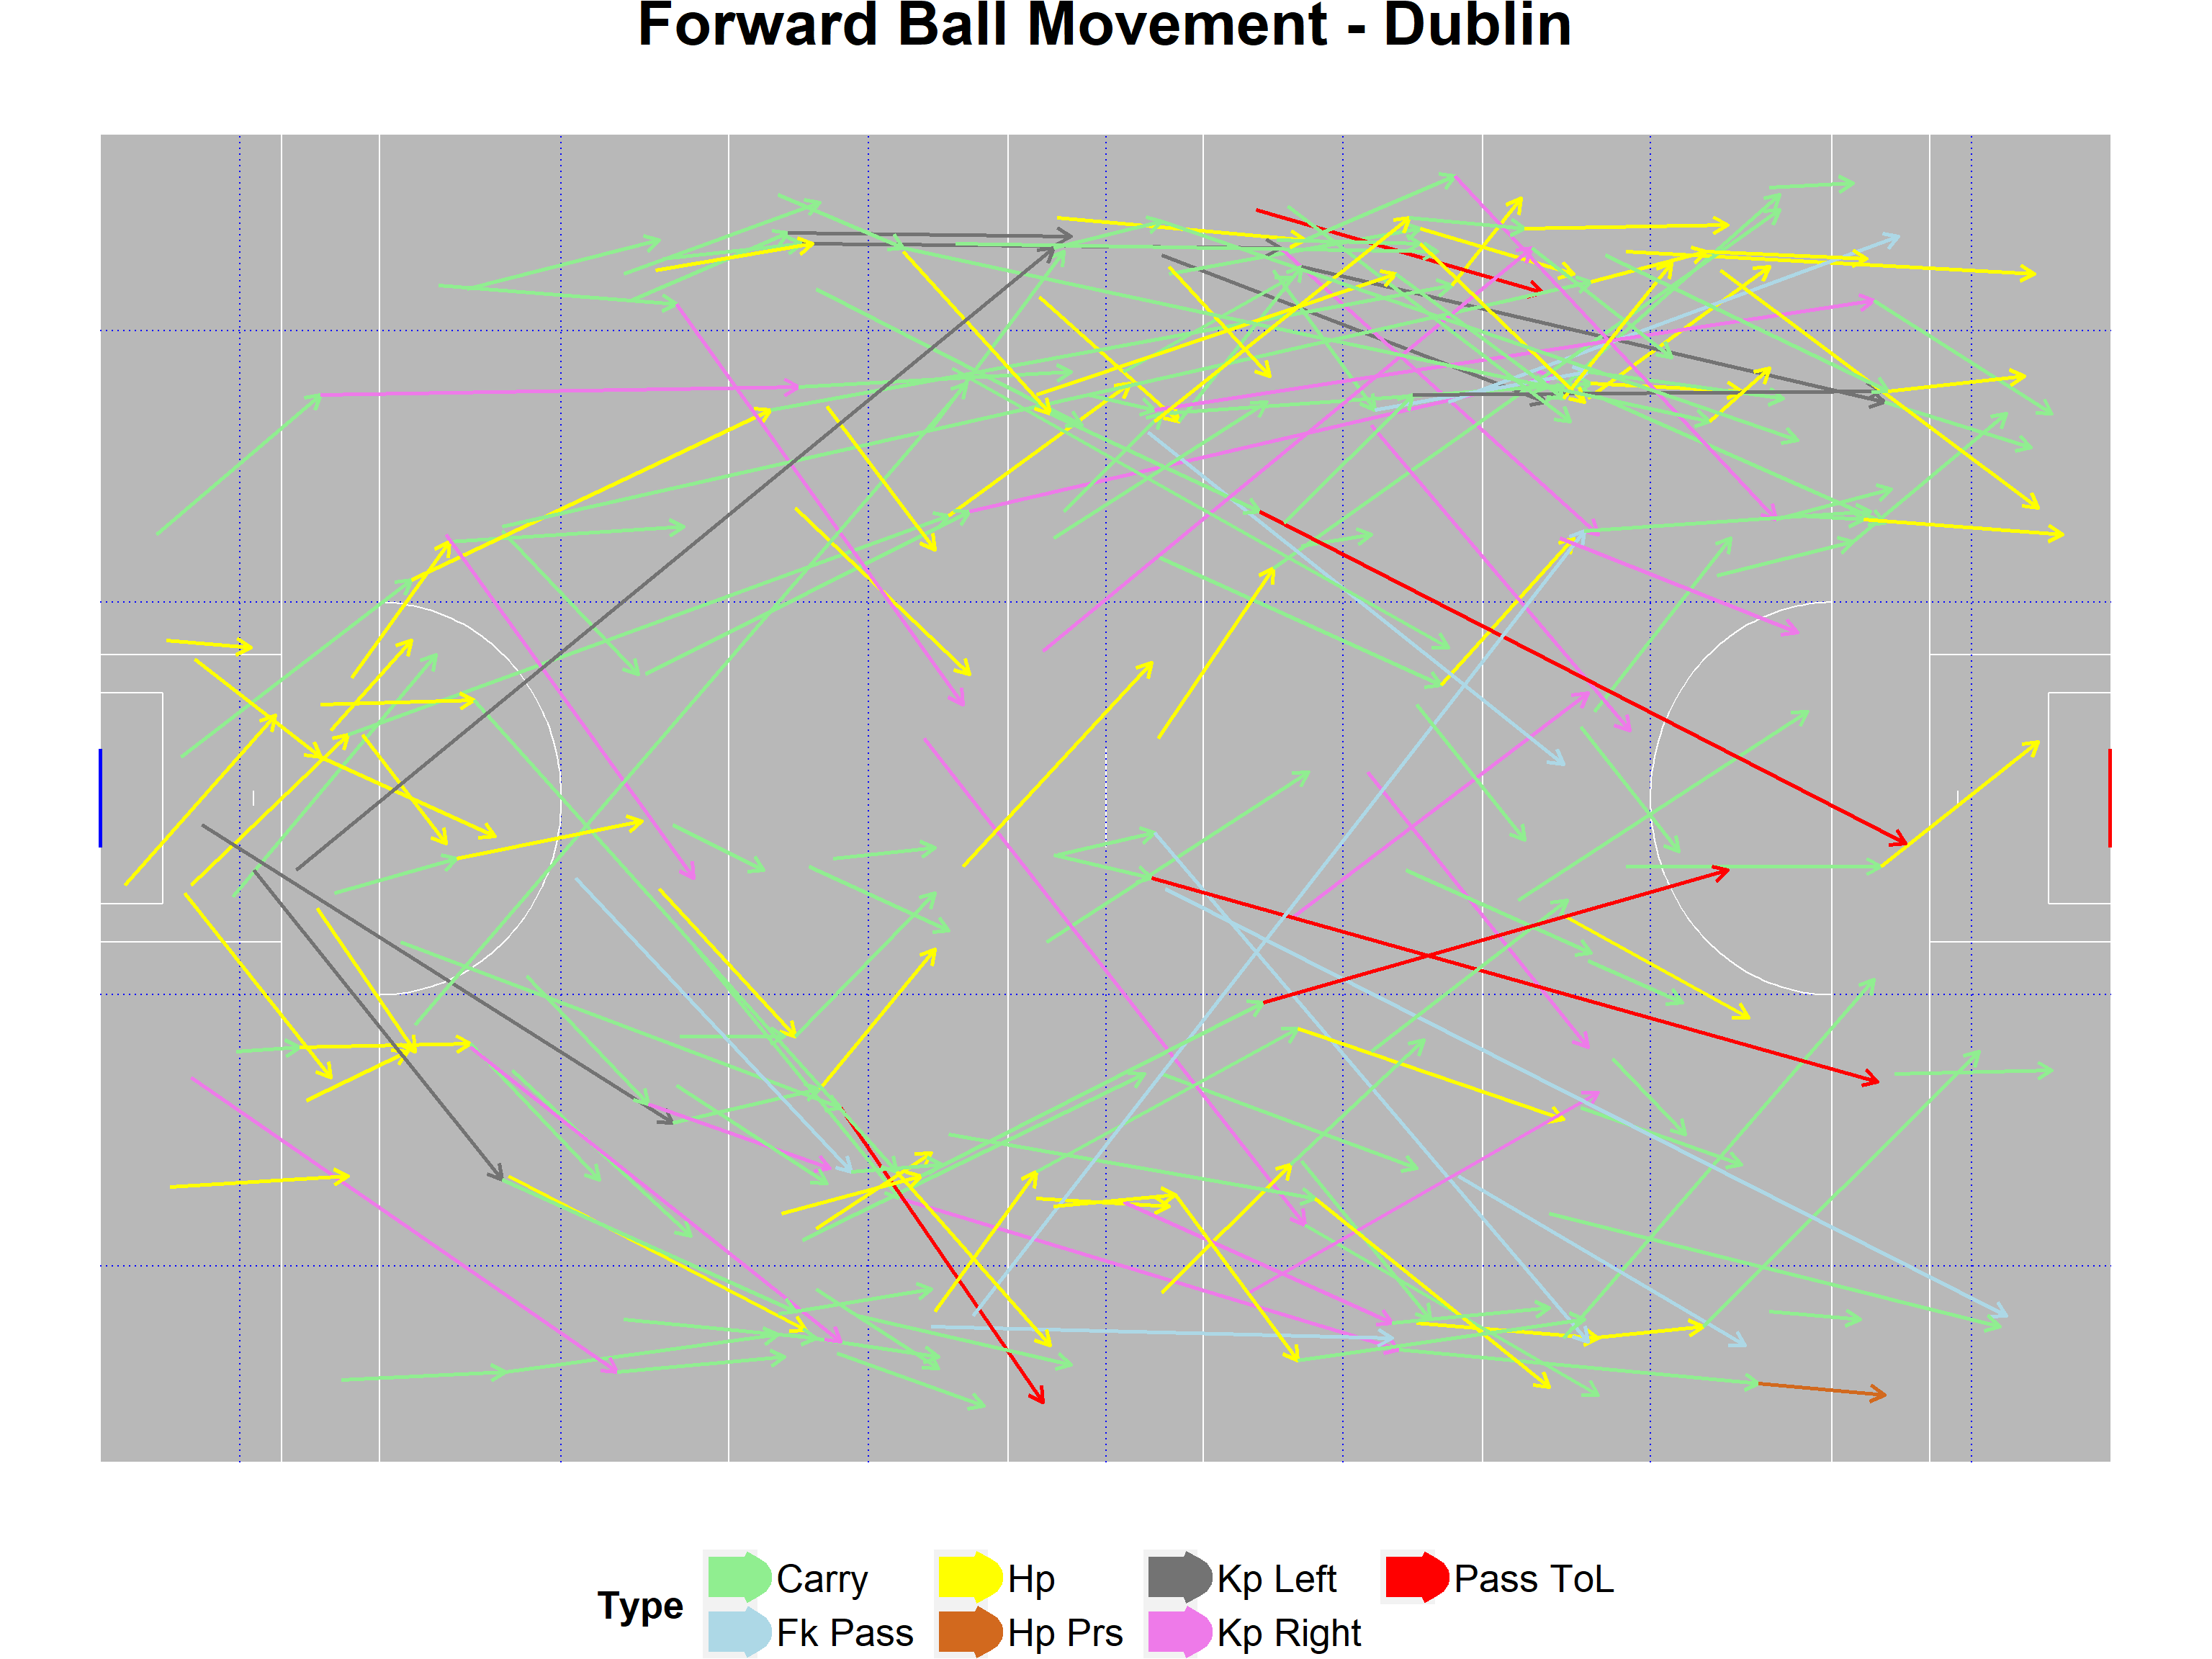 Forward Ball Movement - Dublin
Type
Carry Hp Kp Left Pass ToL
Fk Pass Hp Prs Kp Right